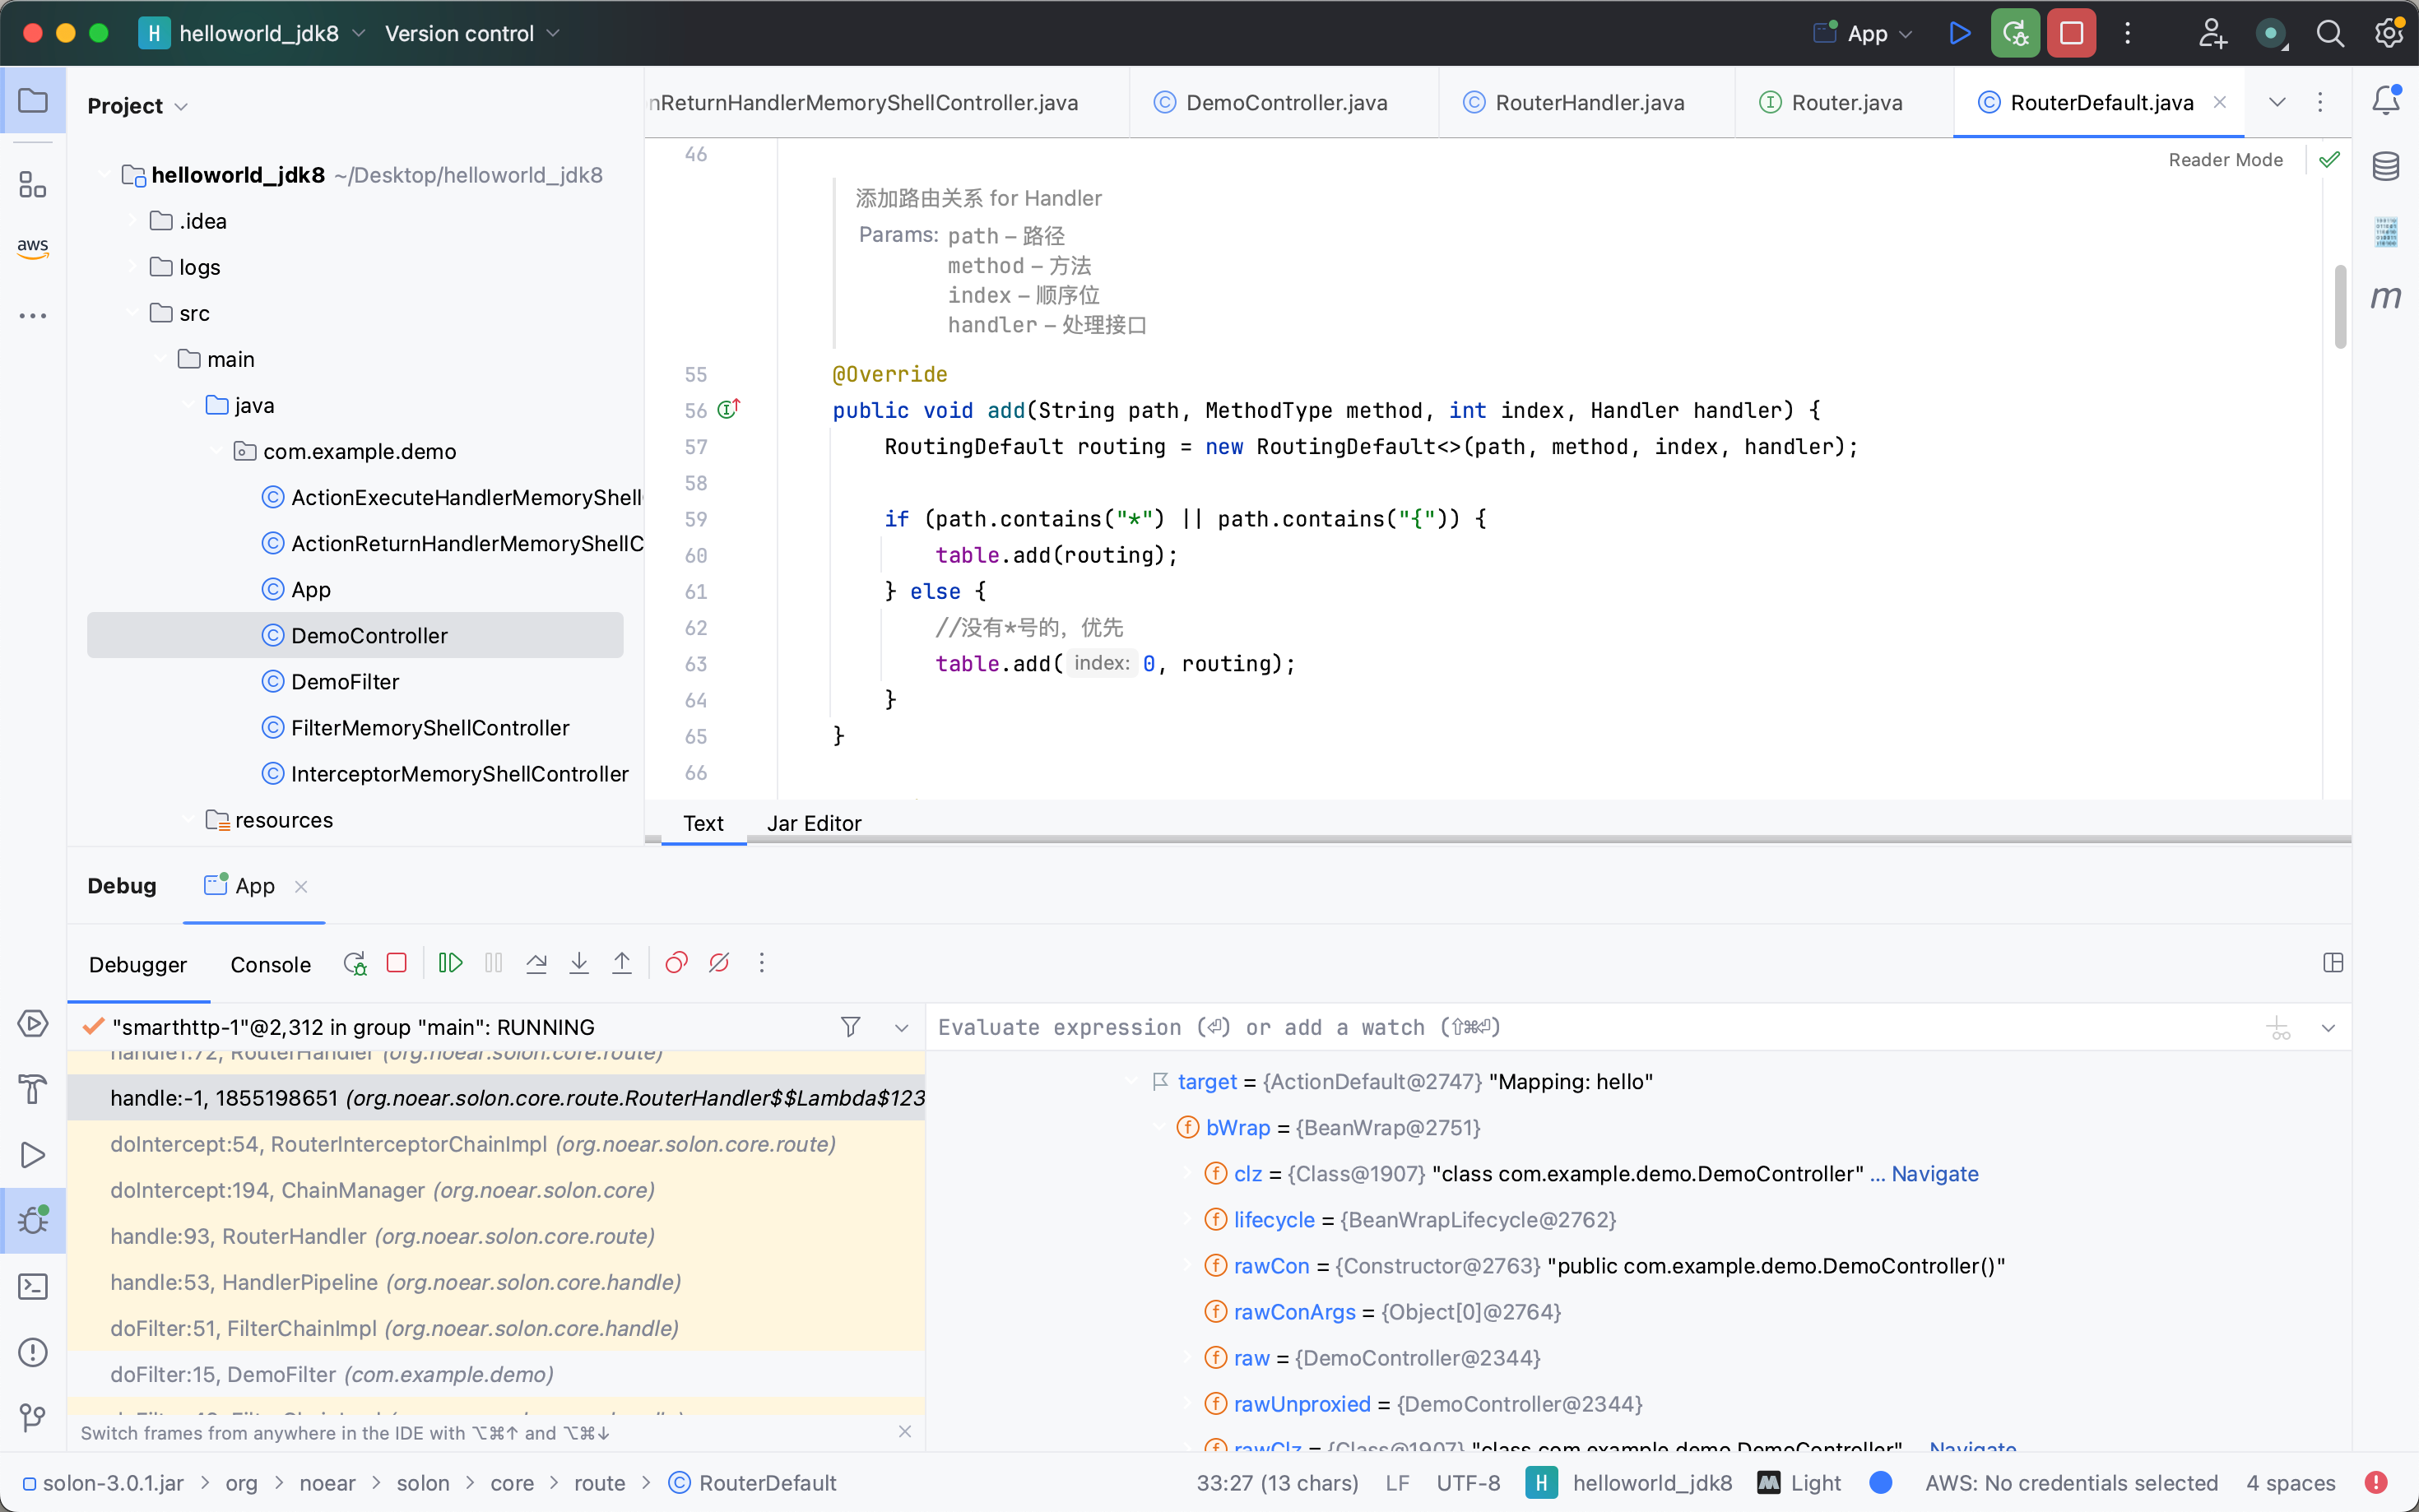 H helloworld_jdk8 Version control App
Project
helloworld_jdk8 ~/Desktop/helloworld_jdk8
.idea
logs
aws
src
main
java
com.example.demo
ActionExecuteHandlerMemoryShell
ActionReturnHandlerMemoryShellC
App
DemoController
DemoFilter
FilterMemoryShellController
InterceptorMemoryShellController
resources
nReturnHandlerMemoryShellController.java DemoController.java RouterHandler.java Router.java RouterDefault.java
Reader Mode
46
添加路由关系 for Handler
Params: path – 路径
method – 方法
index – 顺序位
handler – 处理接口
55 @Override
56 public void add(String path, MethodType method, int index, Handler handler) {
57 RoutingDefault routing = new RoutingDefault<>(path, method, index, handler);
58
59 if (path.contains("*") || path.contains("{")) {
60 table.add(routing);
61 } else {
62 //没有*号的，优先
63 table.add( index: 0, routing);
64 }
65 }
66
m
Text Jar Editor
Debug App
Debugger Console
"smarthttp-1"@2,312 in group "main": RUNNING
handle1:72, RouterHandler (org.noear.solon.core.route)
handle:-1, 1855198651 (org.noear.solon.core.route.RouterHandler$$Lambda$123
doIntercept:54, RouterInterceptorChainImpl (org.noear.solon.core.route)
doIntercept:194, ChainManager (org.noear.solon.core)
handle:93, RouterHandler (org.noear.solon.core.route)
handle:53, HandlerPipeline (org.noear.solon.core.handle)
doFilter:51, FilterChainImpl (org.noear.solon.core.handle)
doFilter:15, DemoFilter (com.example.demo)
Switch frames from anywhere in the IDE with ⌥⌘↑ and ⌥⌘↓
Evaluate expression (⏎) or add a watch (⇧⌘⏎)
target = {ActionDefault@2747} "Mapping: hello"
bWrap = {BeanWrap@2751}
clz = {Class@1907} "class com.example.demo.DemoController" ... Navigate
lifecycle = {BeanWrapLifecycle@2762}
rawCon = {Constructor@2763} "public com.example.demo.DemoController()"
rawConArgs = {Object[0]@2764}
raw = {DemoController@2344}
rawUnproxied = {DemoController@2344}
rawClz = {Class@1907} "class com.example.demo.DemoController" ... Navigate
solon-3.0.1.jar > org > noear > solon > core > route > RouterDefault 33:27 (13 chars) LF UTF-8 H helloworld_jdk8 Light AWS: No credentials selected 4 spaces